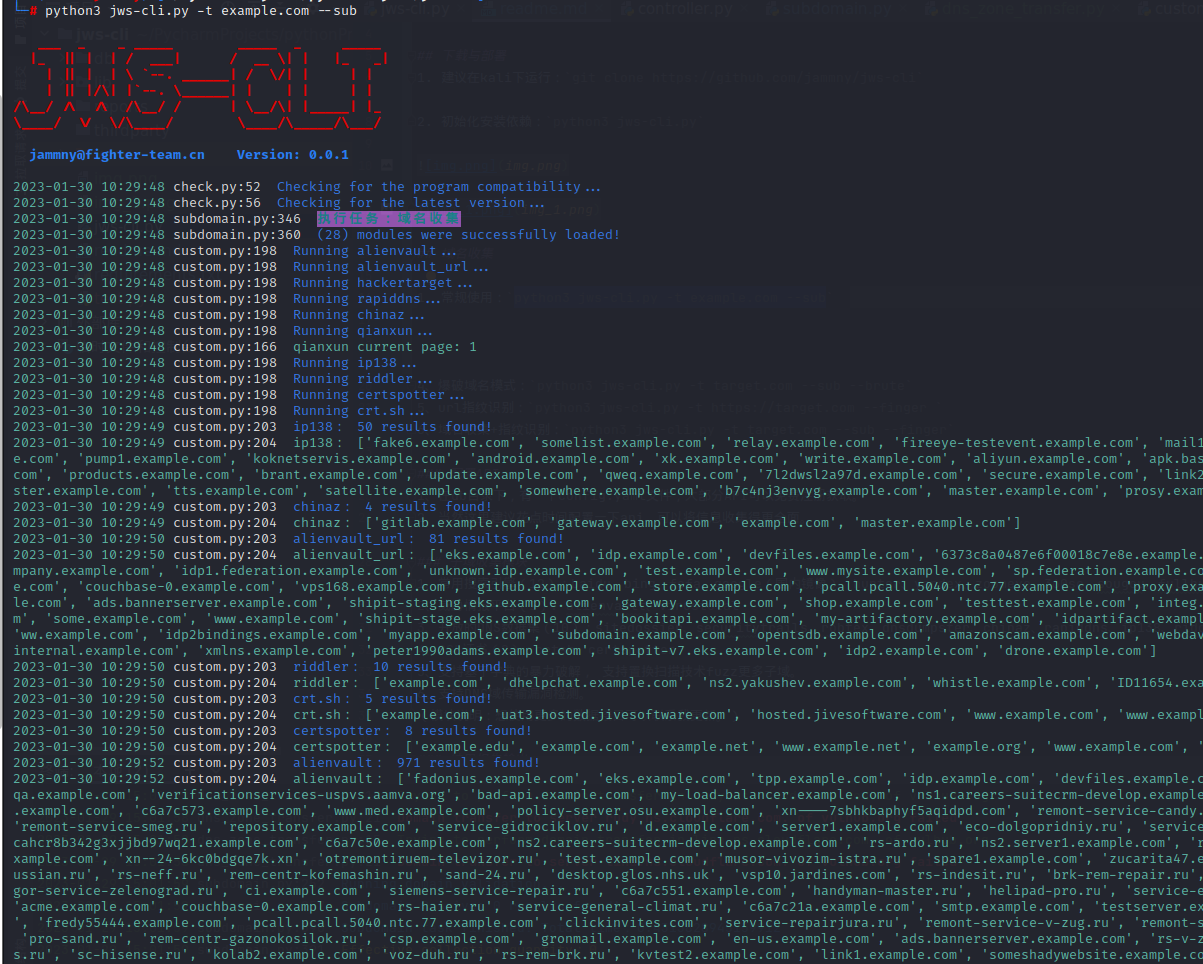 └─# python3 jws-cli.py -t example.com --sub
JWS-CLI
jammny@fighter-team.cn    Version: 0.0.1
2023-01-30 10:29:48 check.py:52  Checking for the program compatibility...
2023-01-30 10:29:48 check.py:56  Checking for the latest version...
2023-01-30 10:29:48 subdomain.py:346  执行任务：域名收集
2023-01-30 10:29:48 subdomain.py:360  (28) modules were successfully loaded!
2023-01-30 10:29:48 custom.py:198  Running alienvault...
2023-01-30 10:29:48 custom.py:198  Running alienvault_url...
2023-01-30 10:29:48 custom.py:198  Running hackertarget...
2023-01-30 10:29:48 custom.py:198  Running rapiddns...
2023-01-30 10:29:48 custom.py:198  Running chinaz...
2023-01-30 10:29:48 custom.py:198  Running qianxun...
2023-01-30 10:29:48 custom.py:166  qianxun current page: 1
2023-01-30 10:29:48 custom.py:198  Running ip138...
2023-01-30 10:29:48 custom.py:198  Running riddler...
2023-01-30 10:29:48 custom.py:198  Running certspotter...
2023-01-30 10:29:48 custom.py:198  Running crt.sh...
2023-01-30 10:29:49 custom.py:203  ip138： 50 results found!
2023-01-30 10:29:49 custom.py:204  ip138： ['fake6.example.com', 'somelist.example.com', 'relay.example.com', 'fireeye-testevent.example.com', 'mail1
e.com', 'pump1.example.com', 'koknetservis.example.com', 'android.example.com', 'xk.example.com', 'write.example.com', 'aliyun.example.com', 'apk.bas
com', 'products.example.com', 'brant.example.com', 'update.example.com', 'qweq.example.com', '7l2dwsl2a97d.example.com', 'secure.example.com', 'link2
ster.example.com', 'tts.example.com', 'satellite.example.com', 'somewhere.example.com', 'b7c4nj3envyg.example.com', 'master.example.com', 'prosy.exam
2023-01-30 10:29:49 custom.py:203  chinaz： 4 results found!
2023-01-30 10:29:49 custom.py:204  chinaz： ['gitlab.example.com', 'gateway.example.com', 'example.com', 'master.example.com']
2023-01-30 10:29:50 custom.py:203  alienvault_url： 81 results found!
2023-01-30 10:29:50 custom.py:204  alienvault_url： ['eks.example.com', 'idp.example.com', 'devfiles.example.com', '6373c8a0487e6f00018c7e8e.example
mpany.example.com', 'idp1.federation.example.com', 'unknown.idp.example.com', 'test.example.com', 'www.mysite.example.com', 'sp.federation.example.co
e.com', 'couchbase-0.example.com', 'vps168.example.com', 'github.example.com', 'store.example.com', 'pcall.pcall.5040.ntc.77.example.com', 'proxy.exa
le.com', 'ads.bannerserver.example.com', 'shipit-staging.eks.example.com', 'gateway.example.com', 'shop.example.com', 'testtest.example.com', 'integ.
m', 'some.example.com', 'www.example.com', 'shipit-stage.eks.example.com', 'bookitapi.example.com', 'my-artifactory.example.com', 'idpartifact.exampl
'ww.example.com', 'idp2bindings.example.com', 'myapp.example.com', 'subdomain.example.com', 'opentsdb.example.com', 'amazonscam.example.com', 'webdav
internal.example.com', 'xmlns.example.com', 'peter1990adams.example.com', 'shipit-v7.eks.example.com', 'idp2.example.com', 'drone.example.com']
2023-01-30 10:29:50 custom.py:203  riddler： 10 results found!
2023-01-30 10:29:50 custom.py:204  riddler： ['example.com', 'dhelpchat.example.com', 'ns2.yakushev.example.com', 'whistle.example.com', 'ID11654.exa
2023-01-30 10:29:50 custom.py:203  crt.sh： 5 results found!
2023-01-30 10:29:50 custom.py:204  crt.sh： ['example.com', 'uat3.hosted.jivesoftware.com', 'hosted.jivesoftware.com', 'www.example.com', 'www.exampl
2023-01-30 10:29:50 custom.py:203  certspotter： 8 results found!
2023-01-30 10:29:50 custom.py:204  certspotter： ['example.edu', 'example.com', 'example.net', 'www.example.net', 'example.org', 'www.example.com', '
2023-01-30 10:29:52 custom.py:203  alienvault： 971 results found!
2023-01-30 10:29:52 custom.py:204  alienvault： ['fadonius.example.com', 'eks.example.com', 'tpp.example.com', 'idp.example.com', 'devfiles.example.c
qa.example.com', 'verificationservices-uspvs.aamva.org', 'bad-api.example.com', 'my-load-balancer.example.com', 'ns1.careers-suitecrm-develop.example
.example.com', 'c6a7c573.example.com', 'www.med.example.com', 'policy-server.osu.example.com', 'xn----7sbhkbaphyf5aqidpd.com', 'remont-service-candy.
'remont-service-smeg.ru', 'repository.example.com', 'service-gidrociklov.ru', 'd.example.com', 'server1.example.com', 'eco-dolgopridniy.ru', 'service
cahcr8b342g3xjjbd97wq21.example.com', 'c6a7c50e.example.com', 'ns2.careers-suitecrm-develop.example.com', 'rs-ardo.ru', 'ns2.server1.example.com', 'r
xample.com', 'xn--24-6kc0bdgqe7k.xn', 'otremontiruem-televizor.ru', 'test.example.com', 'musor-vivozim-istra.ru', 'spare1.example.com', 'zucarita47.e
ussian.ru', 'rs-neff.ru', 'rem-centr-kofemashin.ru', 'sand-24.ru', 'desktop.glos.nhs.uk', 'vsp10.jardines.com', 'rs-indesit.ru', 'brk-rem-repair.ru',
gor-service-zelenograd.ru', 'ci.example.com', 'siemens-service-repair.ru', 'c6a7c551.example.com', 'handyman-master.ru', 'helipad-pro.ru', 'service-e
'acme.example.com', 'couchbase-0.example.com', 'rs-haier.ru', 'service-general-climat.ru', 'c6a7c21a.example.com', 'smtp.example.com', 'testserver.ex
', 'fredy55444.example.com', 'pcall.pcall.5040.ntc.77.example.com', 'clickinvites.com', 'service-repairjura.ru', 'remont-service-v-zug.ru', 'remont-s
'pro-sand.ru', 'rem-centr-gazonokosilok.ru', 'csp.example.com', 'gronmail.example.com', 'en-us.example.com', 'ads.bannerserver.example.com', 'rs-v-z
s.ru', 'sc-hisense.ru', 'kolab2.example.com', 'voz-duh.ru', 'rs-rem-brk.ru', 'kvtest2.example.com', 'link1.example.com', 'someshadywebsite.example.co